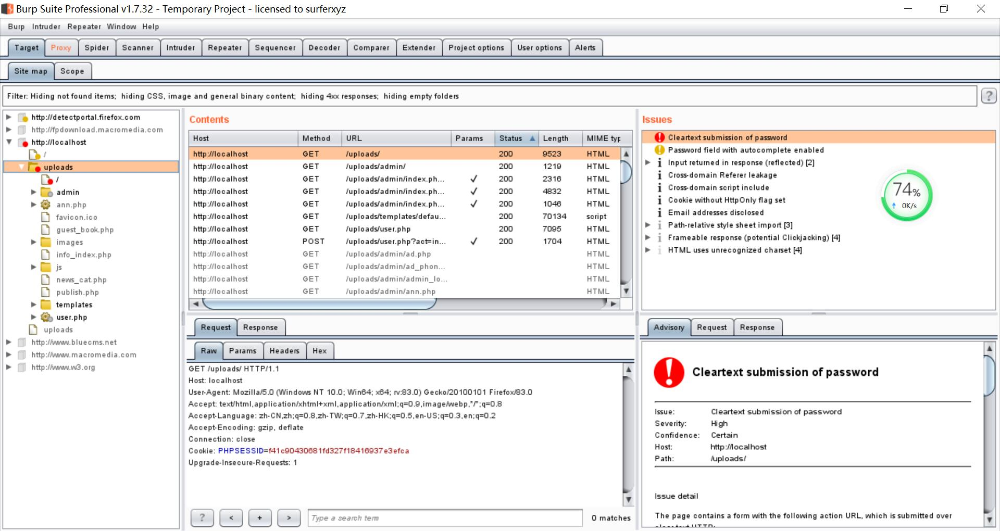 Burp Suite Professional v1.7.32 - Temporary Project - licensed to surferxyz
Burp Intruder Repeater Window Help
Target Proxy Spider Scanner Intruder Repeater Sequencer Decoder Comparer Extender Project options User options Alerts
Site map Scope
Filter: Hiding not found items; hiding CSS, image and general binary content; hiding 4xx responses; hiding empty folders
?
http://detectportal.firefox.com
http://fpdownload.macromedia.com
http://localhost
/
uploads
/
admin
ann.php
favicon.ico
guest_book.php
images
info_index.php
js
news_cat.php
publish.php
templates
user.php
uploads
http://www.bluecms.net
http://www.macromedia.com
http://www.w3.org
Contents
Host Method URL Params Status Length MIME typ
http://localhost GET /uploads/ 200 9523 HTML
http://localhost GET /uploads/admin/ 200 1219 HTML
http://localhost GET /uploads/admin/index.ph... ✓ 200 2316 HTML
http://localhost GET /uploads/admin/index.ph... ✓ 200 4832 HTML
http://localhost GET /uploads/admin/index.ph... ✓ 200 1046 HTML
http://localhost GET /uploads/templates/defau... 200 70134 script
http://localhost GET /uploads/user.php 200 7095 HTML
http://localhost POST /uploads/user.php?act=in... ✓ 200 1704 HTML
http://localhost GET /uploads/admin/ad.php HTML
http://localhost GET /uploads/admin/ad_phon... HTML
http://localhost GET /uploads/admin/admin_lo... HTML
http://localhost GET /uploads/admin/ann.php HTML
Request Response
Raw Params Headers Hex
GET /uploads/ HTTP/1.1
Host: localhost
User-Agent: Mozilla/5.0 (Windows NT 10.0; Win64; x64; rv:83.0) Gecko/20100101 Firefox/83.0
Accept: text/html,application/xhtml+xml,application/xml;q=0.9,image/webp,*/*;q=0.8
Accept-Language: zh-CN,zh;q=0.8,zh-TW;q=0.7,zh-HK;q=0.5,en-US;q=0.3,en;q=0.2
Accept-Encoding: gzip, deflate
Connection: close
Cookie: PHPSESSID=f41c90430681fd327f18416937e3efca
Upgrade-Insecure-Requests: 1
? < + > Type a search term 0 matches
Issues
Cleartext submission of password
Password field with autocomplete enabled
Input returned in response (reflected) [2]
Cross-domain Referer leakage
Cross-domain script include
Cookie without HttpOnly flag set
Email addresses disclosed
Path-relative style sheet import [3]
Frameable response (potential Clickjacking) [4]
HTML uses unrecognized charset [4]
74%
0K/s
Advisory Request Response
Cleartext submission of password
Issue: Cleartext submission of password
Severity: High
Confidence: Certain
Host: http://localhost
Path: /uploads/
Issue detail
The page contains a form with the following action URL, which is submitted over
clear-text HTTP: